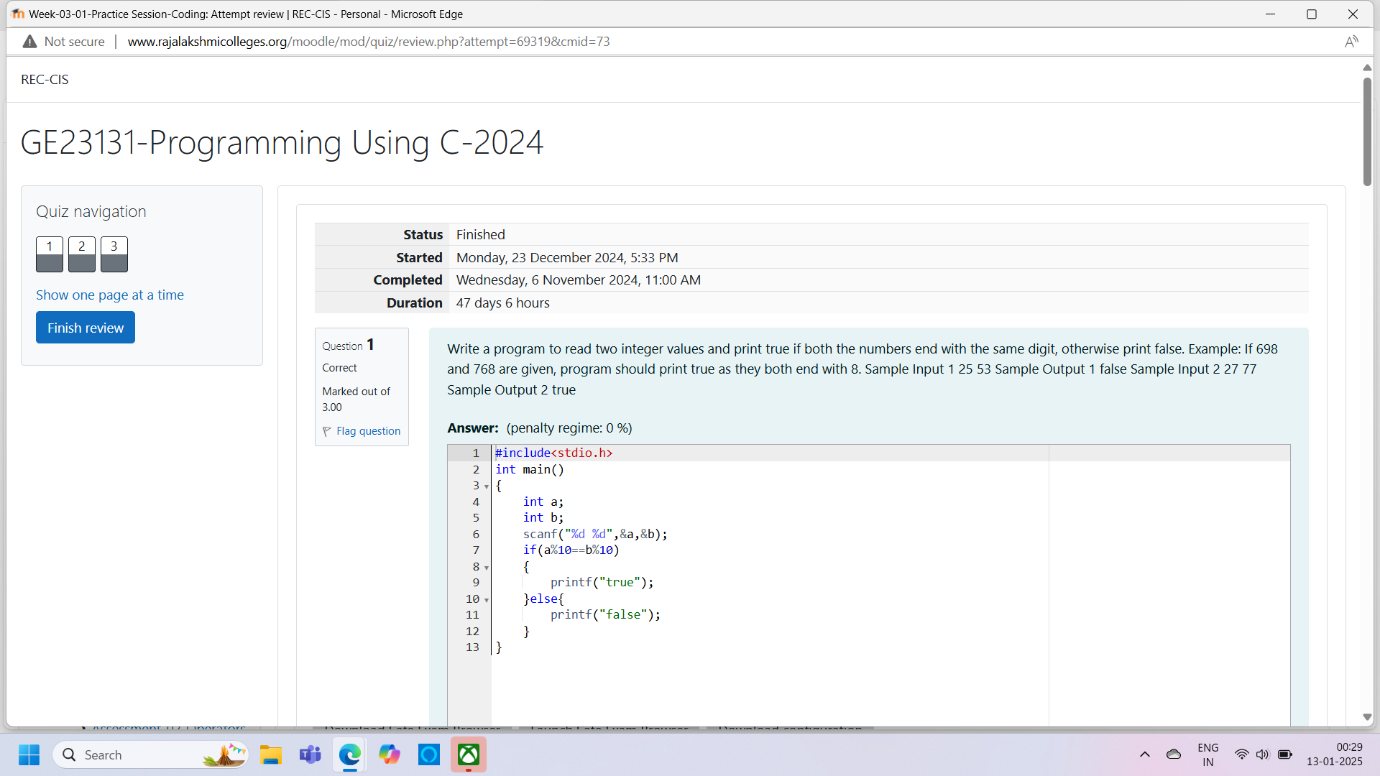 Week-03-01-Practice Session-Coding: Attempt review | REC-CIS - Personal - Microsoft Edge
Not secure | www.rajalakshmicolleges.org/moodle/mod/quiz/review.php?attempt=69319&cmid=73
REC-CIS
GE23131-Programming Using C-2024
Quiz navigation
1 2 3
Show one page at a time
Finish review
Status Finished
Started Monday, 23 December 2024, 5:33 PM
Completed Wednesday, 6 November 2024, 11:00 AM
Duration 47 days 6 hours
Question 1
Correct
Marked out of
3.00
Flag question
Write a program to read two integer values and print true if both the numbers end with the same digit, otherwise print false. Example: If 698
and 768 are given, program should print true as they both end with 8. Sample Input 1 25 53 Sample Output 1 false Sample Input 2 27 77
Sample Output 2 true
Answer: (penalty regime: 0 %)
1 #include<stdio.h>
2 int main()
3 {
4 int a;
5 int b;
6 scanf("%d %d",&a,&b);
7 if(a%10==b%10)
8 {
9 printf("true");
10 }else{
11 printf("false");
12 }
13 }
Search
ENG
IN
00:29
13-01-2025